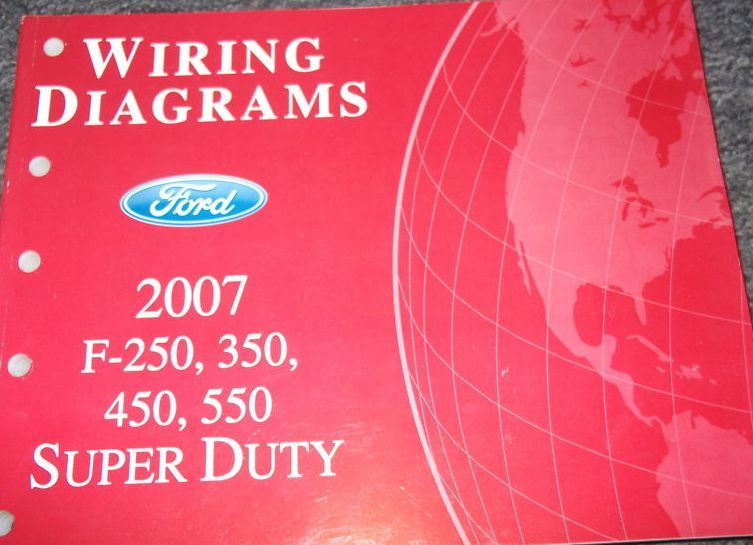 WIRING
DIAGRAMS
Ford
2007
F-250, 350,
450, 550
SUPER DUTY